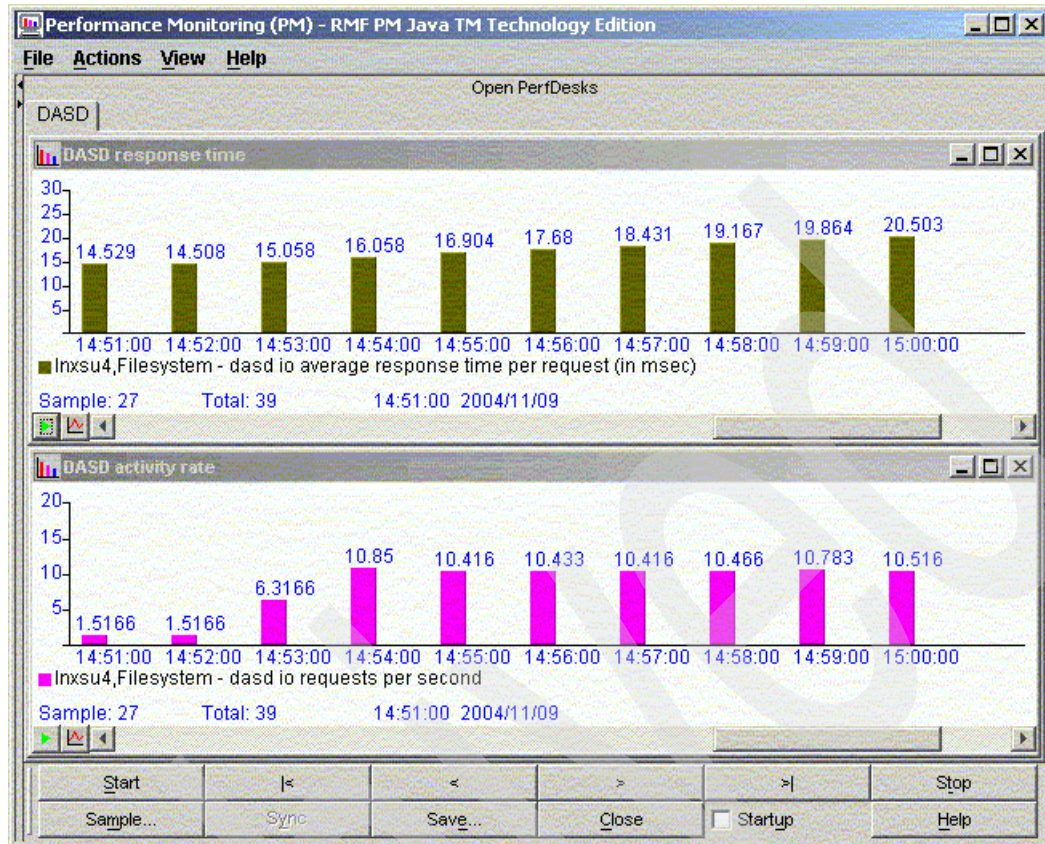 Performance Monitoring (PM) - RMF PM Java TM Technology Edition
File Actions View Help
Open PerfDesks
DASD
DASD response time
30
25
20
15
10
5
14.529 14.508 15.058 16.058 16.904 17.68 18.431 19.167 19.864 20.503
14:51:00 14:52:00 14:53:00 14:54:00 14:55:00 14:56:00 14:57:00 14:58:00 14:59:00 15:00:00
lnxsu4,Filesystem - dasd io average response time per request (in msec)
Sample: 27 Total: 39 14:51:00 2004/11/09
DASD activity rate
20
15
10
5
1.5166 1.5166 6.3166 10.85 10.416 10.433 10.416 10.466 10.783 10.516
14:51:00 14:52:00 14:53:00 14:54:00 14:55:00 14:56:00 14:57:00 14:58:00 14:59:00 15:00:00
lnxsu4,Filesystem - dasd io requests per second
Sample: 27 Total: 39 14:51:00 2004/11/09
Start |< < > >| Stop
Sample... Sync Save... Close Startup Help